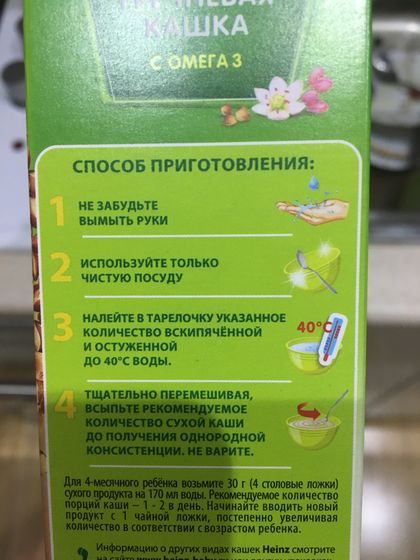 ГРЕЧНЕВАЯ
КАШКА
С ОМЕГА 3
СПОСОБ ПРИГОТОВЛЕНИЯ:
1 НЕ ЗАБУДЬТЕ
ВЫМЫТЬ РУКИ
2 ИСПОЛЬЗУЙТЕ ТОЛЬКО
ЧИСТУЮ ПОСУДУ
3 НАЛЕЙТЕ В ТАРЕЛОЧКУ УКАЗАННОЕ
КОЛИЧЕСТВО ВСКИПЯЧЁННОЙ
И ОСТУЖЕННОЙ
ДО 40°С ВОДЫ.
40°С
4 ТЩАТЕЛЬНО ПЕРЕМЕШИВАЯ,
ВСЫПЬТЕ РЕКОМЕНДУЕМОЕ
КОЛИЧЕСТВО СУХОЙ КАШИ
ДО ПОЛУЧЕНИЯ ОДНОРОДНОЙ
КОНСИСТЕНЦИИ. НЕ ВАРИТЕ.
Для 4-месячного ребёнка возьмите 30 г (4 столовые ложки)
сухого продукта на 170 мл воды. Рекомендуемое количество
порций каши – 1 - 2 в день. Начинайте вводить новый
продукт с 1 чайной ложки, постепенно увеличивая
количество в соответствии с возрастом ребенка.
Информацию о других видах кашек Heinz смотрите
на сайте